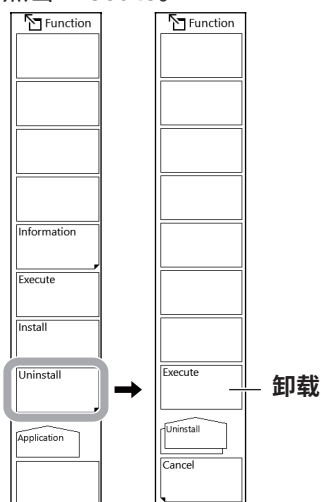 Function
Information
Execute
Install
Uninstall
Application
Function
Execute
Uninstall
Cancel
卸载